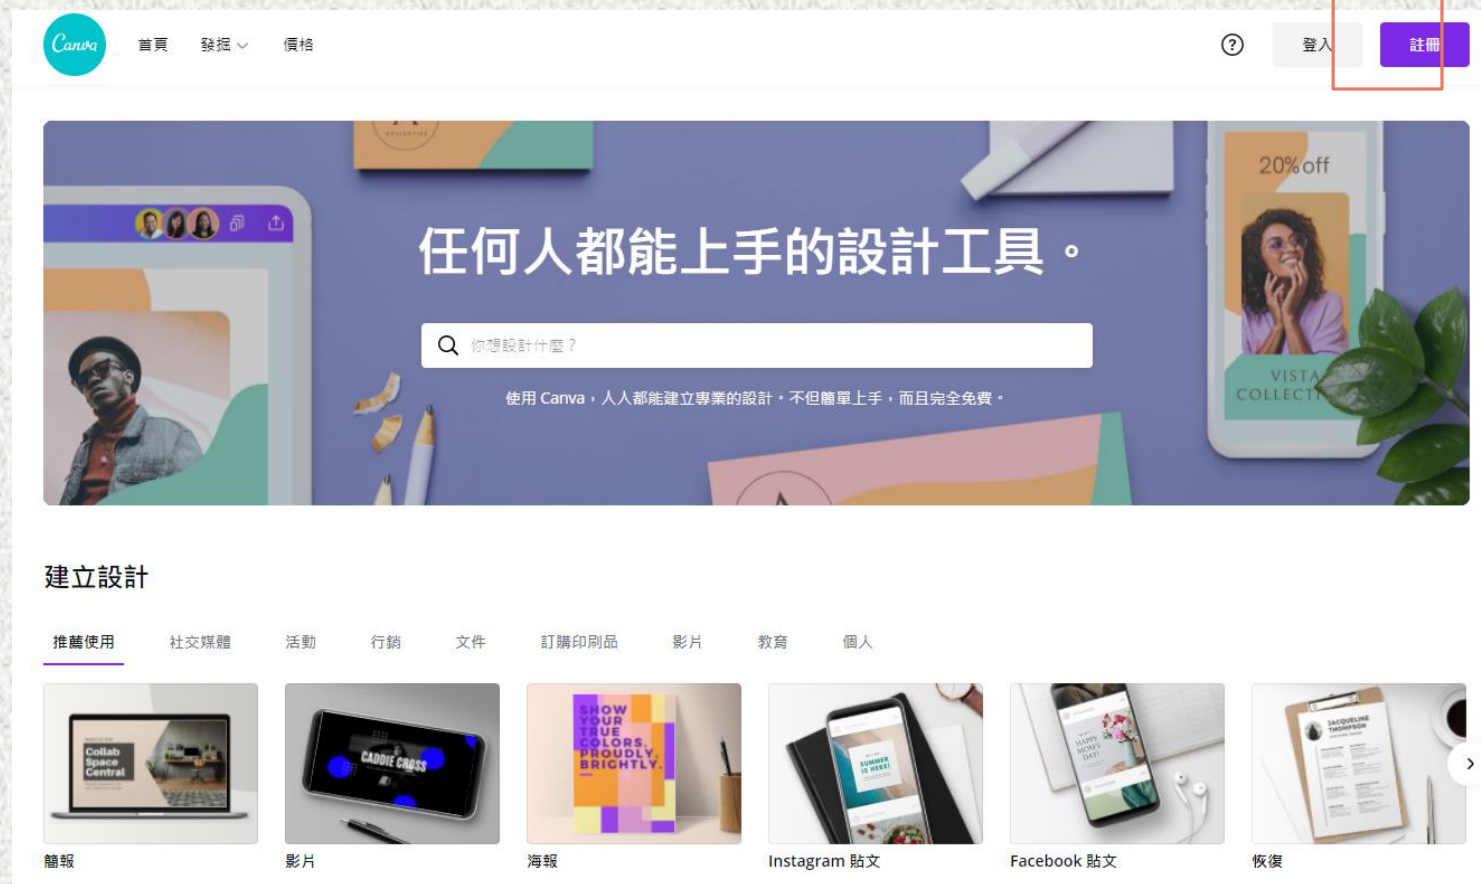 Canva
首頁
發掘
價格
登入
註冊
20% off
任何人都能上手的設計工具。
你想設計什麼？
使用 Canva，人人都能建立專業的設計。不但簡單上手，而且完全免費。
VISTA
建立設計
推薦使用
社交媒體
活動
行銷
文件
訂購印刷品
影片
教育
個人
Collab
Space
Central
CADDIE CROSS
SHOW
YOUR
TRUE
COLORS.
PROUDLY.
BRIGHTLY.
SUMMER
IS HERE!
HAPPY
MOM'S
DAY!
JACQUELINE
THOMPSON
簡報
影片
海報
Instagram 貼文
Facebook 貼文
恢復